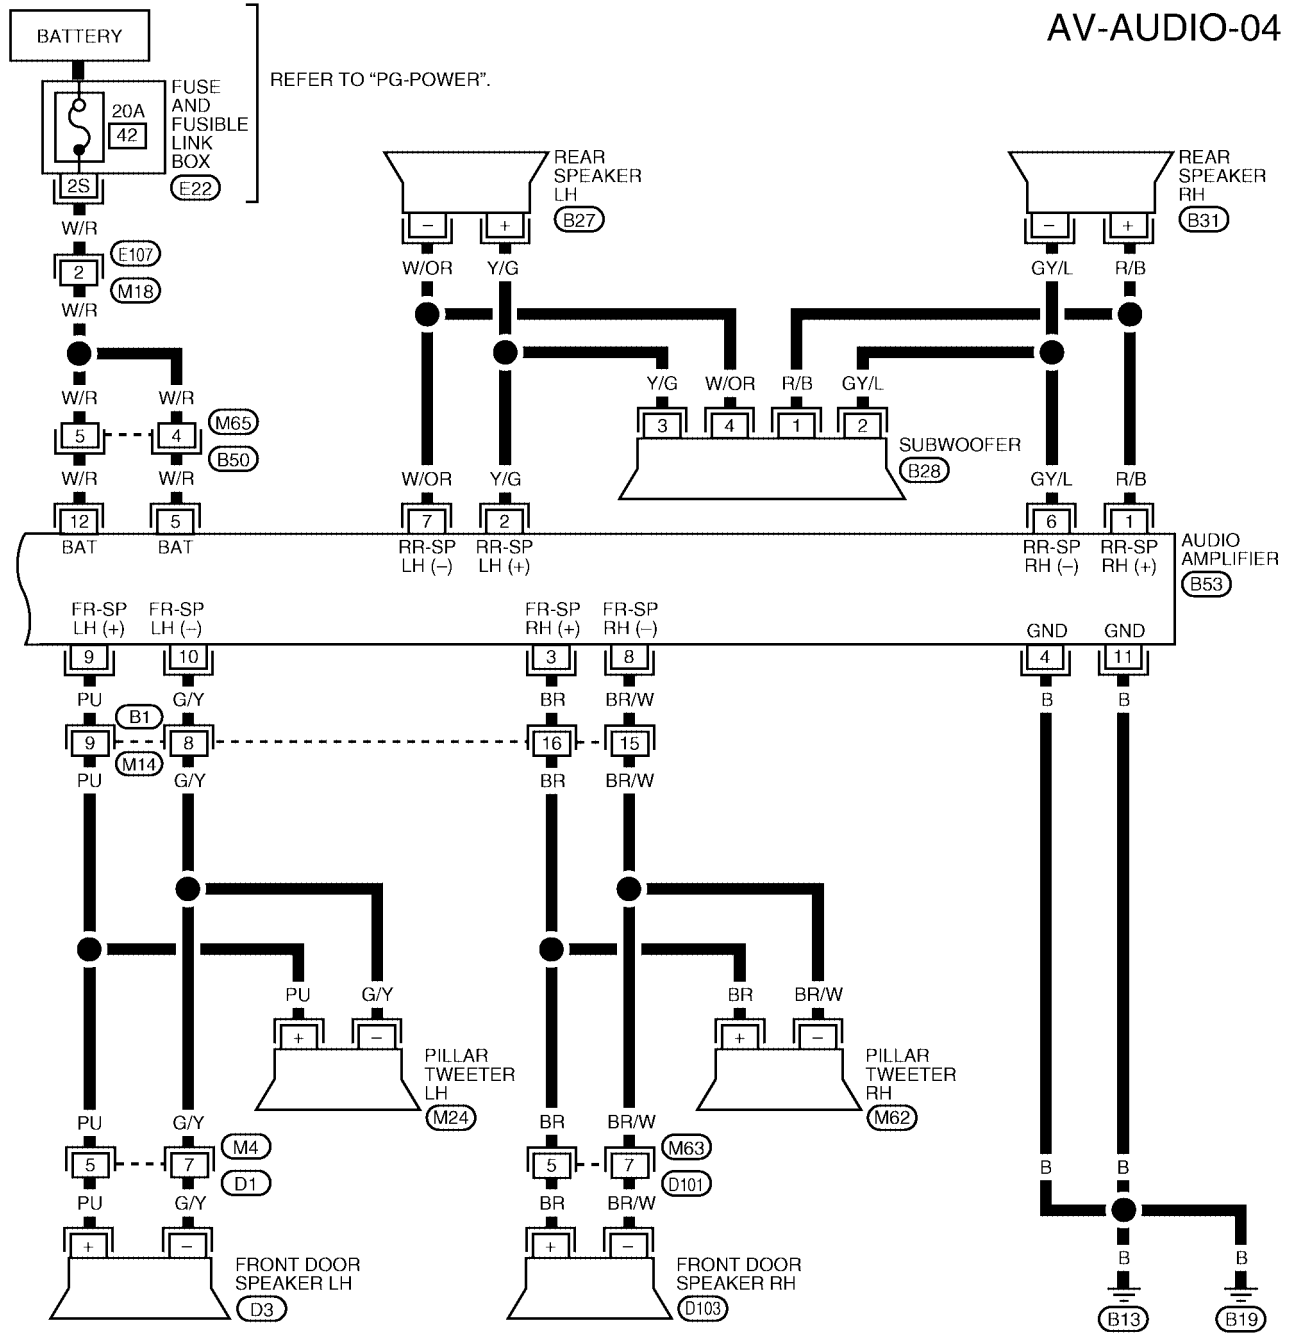 AV-AUDIO-04
BATTERY
REFER TO “PG-POWER”.
20A
42
FUSE
AND
FUSIBLE
LINK
BOX
E22
2S
W/R
2
E107
M18
W/R
W/R
W/R
5
4
M65
B50
W/R
W/R
12
5
REAR
SPEAKER
LH
B27
–
+
W/OR
Y/G
REAR
SPEAKER
RH
B31
–
+
GY/L
R/B
Y/G
W/OR
R/B
GY/L
3
4
1
2
SUBWOOFER
B28
W/OR
Y/G
GY/L
R/B
7
2
6
1
BAT
BAT
RR-SP
LH (–)
RR-SP
LH (+)
RR-SP
RH (–)
RR-SP
RH (+)
AUDIO
AMPLIFIER
B53
FR-SP
LH (+)
FR-SP
LH (–)
FR-SP
RH (+)
FR-SP
RH (–)
GND
GND
9
10
3
8
4
11
PU
G/Y
BR
BR/W
B
B
B1
M14
9
8
16
15
PU
G/Y
BR
BR/W
PU
G/Y
BR
BR/W
+
–
+
–
PILLAR
TWEETER
LH
M24
PILLAR
TWEETER
RH
M62
PU
G/Y
BR
BR/W
5
7
M4
D1
5
7
M63
D101
B
B
PU
G/Y
BR
BR/W
+
–
+
–
FRONT DOOR
SPEAKER LH
D3
FRONT DOOR
SPEAKER RH
D103
B
B
B13
B19